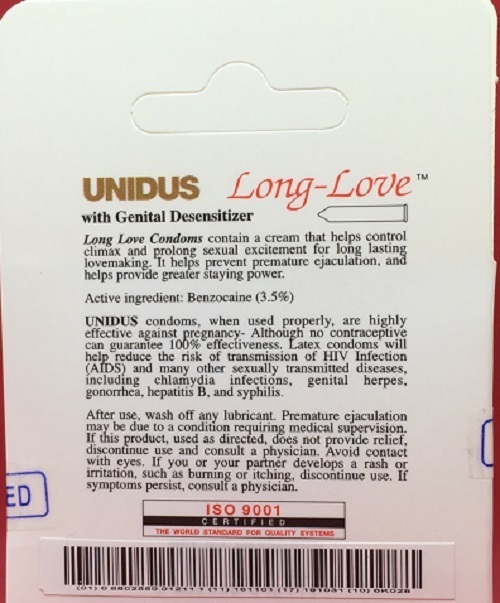 UNIDUS Long-Love™
with Genital Desensitizer
Long Love Condoms contain a cream that helps control
climax and prolong sexual excitement for long lasting
lovemaking. It helps prevent premature ejaculation, and
helps provide greater staying power.
Active ingredient: Benzocaine (3.5%)
UNIDUS condoms, when used properly, are highly
effective against pregnancy- Although no contraceptive
can guarantee 100% effectiveness. Latex condoms will
help reduce the risk of transmission of HIV Infection
(AIDS) and many other sexually transmitted diseases,
including chlamydia infections, genital herpes,
gonorrhea, hepatitis B, and syphilis.
After use, wash off any lubricant. Premature ejaculation
may be due to a condition requiring medical supervision.
If this product, used as directed, does not provide relief,
discontinue use and consult a physician. Avoid contact
with eyes. If you or your partner develops a rash or
irritation, such as burning or itching, discontinue use. If
symptoms persist, consult a physician.
ED
ISO 9001
CERTIFIED
THE WORLD STANDARD FOR QUALITY SYSTEMS